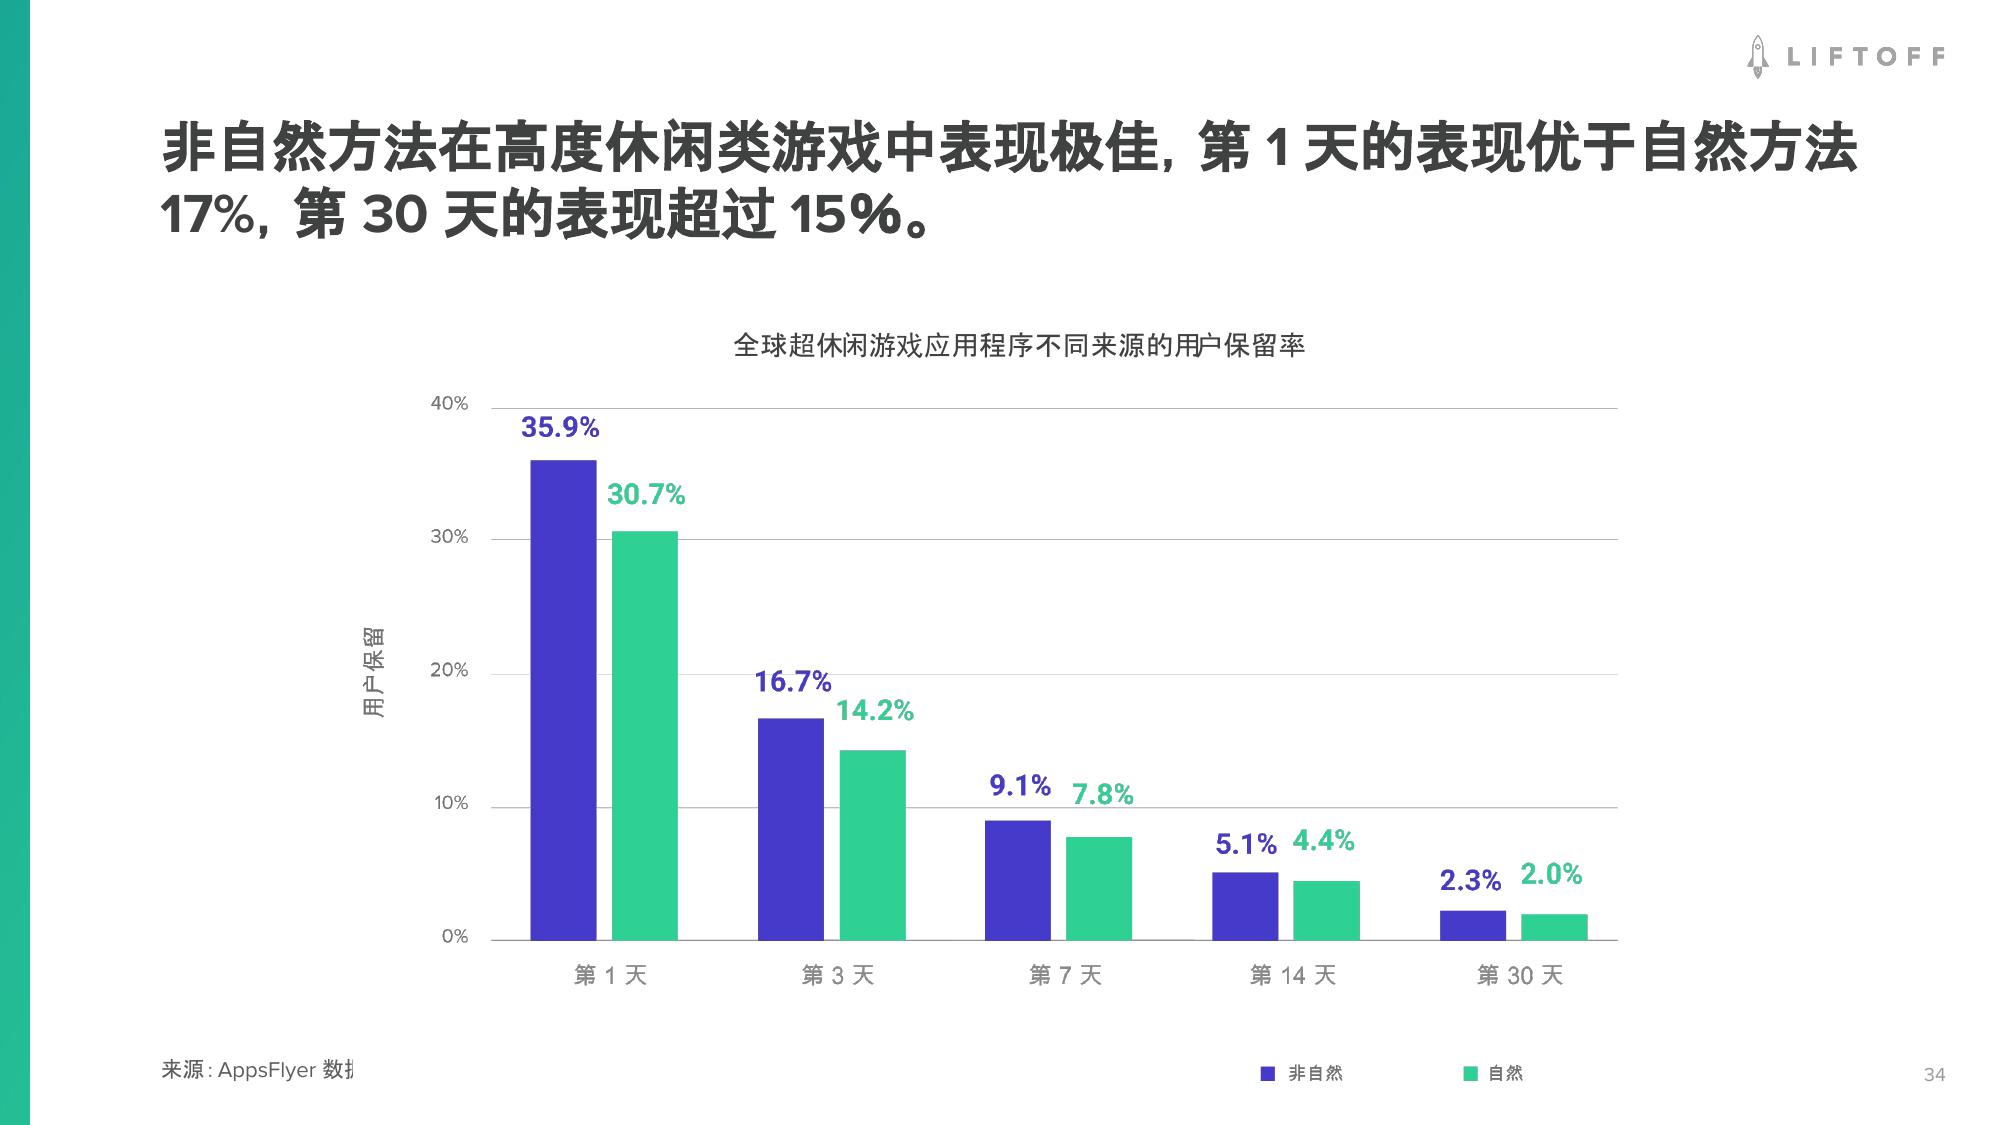 LIFTOFF
非自然方法在高度休闲类游戏中表现极佳, 第 1 天的表现优于自然方法
17%, 第 30 天的表现超过 15%。
全球超休闲游戏应用程序不同来源的用户保留率
用户保留
40%
30%
20%
10%
0%
35.9%
30.7%
16.7%
14.2%
9.1%
7.8%
5.1%
4.4%
2.3%
2.0%
第 1 天
第 3 天
第 7 天
第 14 天
第 30 天
来源: AppsFlyer 数据
非自然
自然
34